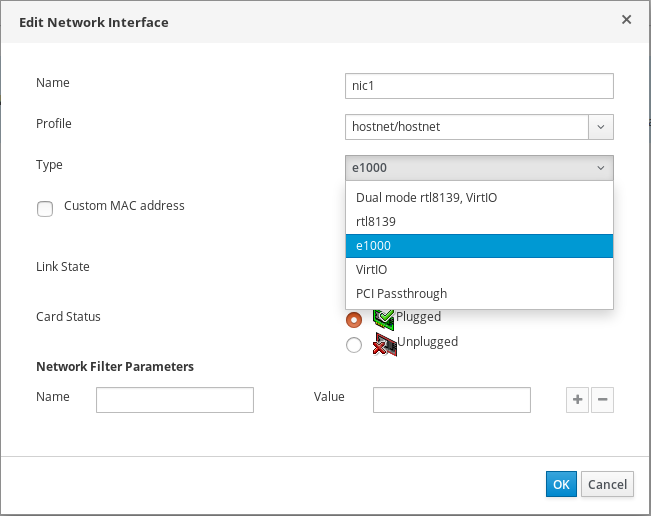 Edit Network Interface
Name
nic1
Profile
hostnet/hostnet
Type
e1000
Dual mode rtl8139, VirtIO
rtl8139
e1000
VirtIO
PCI Passthrough
Custom MAC address
Link State
Card Status
Plugged
Unplugged
Network Filter Parameters
Name
Value
OK
Cancel